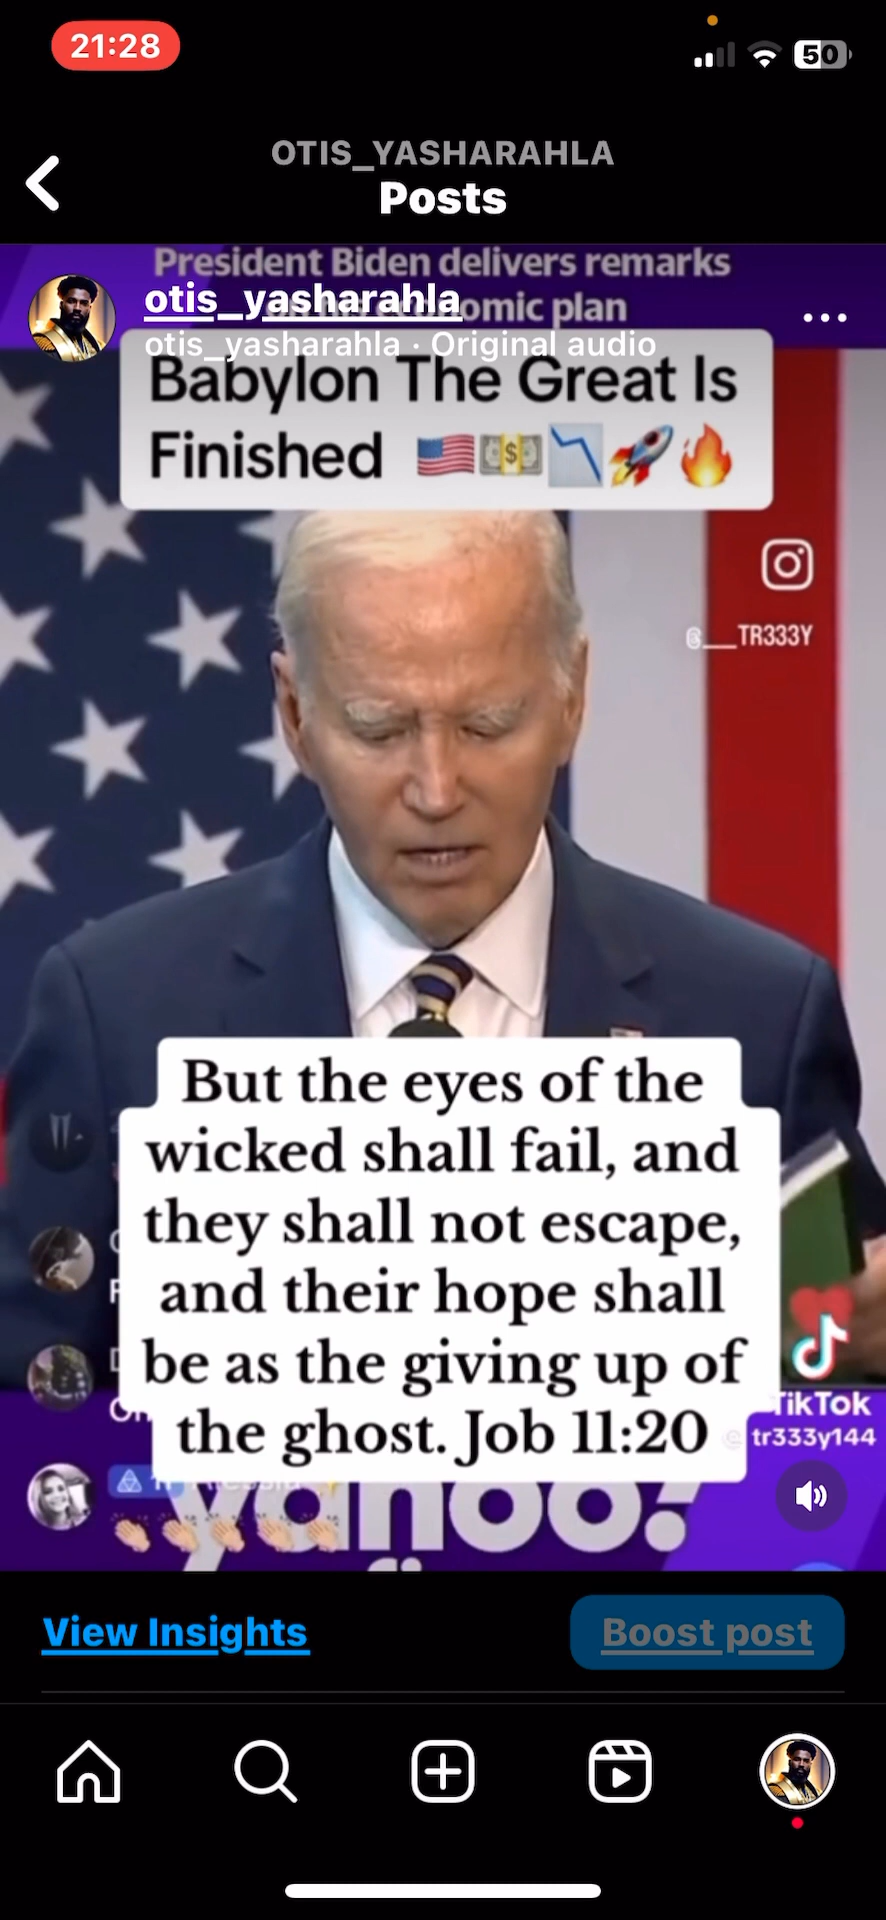 21:28
50
OTIS_YASHARAHLA
Posts
President Biden delivers remarks
omic plan
otis_yasharahla
otis_yasharahla · Original audio
Babylon The Great Is
Finished 🇺🇸💵📉🚀🔥
@__TR333Y
But the eyes of the
wicked shall fail, and
they shall not escape,
and their hope shall
be as the giving up of
the ghost. Job 11:20
TikTok
@tr333y144
yahoo!
👏🏻👏🏻👏🏻👏🏻👏🏻
View Insights
Boost post